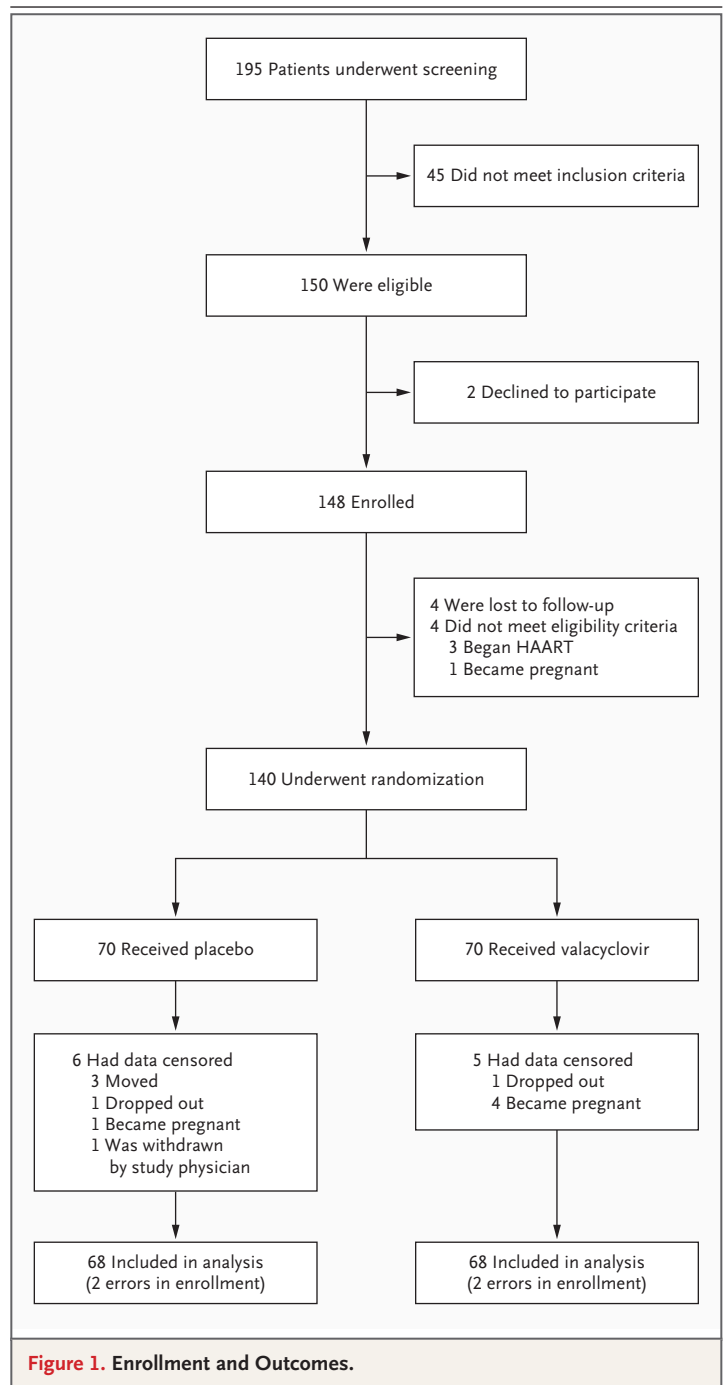 195 Patients underwent screening
45 Did not meet inclusion criteria
150 Were eligible
2 Declined to participate
148 Enrolled
4 Were lost to follow-up
4 Did not meet eligibility criteria
3 Began HAART
1 Became pregnant
140 Underwent randomization
70 Received placebo
70 Received valacyclovir
6 Had data censored
3 Moved
1 Dropped out
1 Became pregnant
1 Was withdrawn
by study physician
5 Had data censored
1 Dropped out
4 Became pregnant
68 Included in analysis
(2 errors in enrollment)
68 Included in analysis
(2 errors in enrollment)
Figure 1. Enrollment and Outcomes.